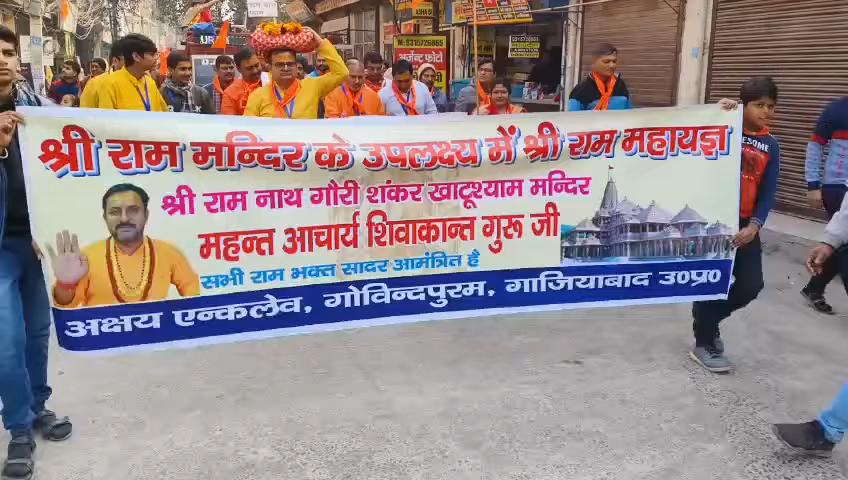 श्री राम मन्दिर के उपलक्ष्य में श्री राम महायज्ञ
श्री राम नाथ गौरी शंकर खाटूश्याम मन्दिर
महन्त आचार्य शिवाकान्त गुरू जी
सभी राम भक्त सादर आमंत्रित है
अक्षय एन्कलेव, गोविन्दपुरम, गाजियाबाद उ०प्र०
अर्जेन्ट फोटो